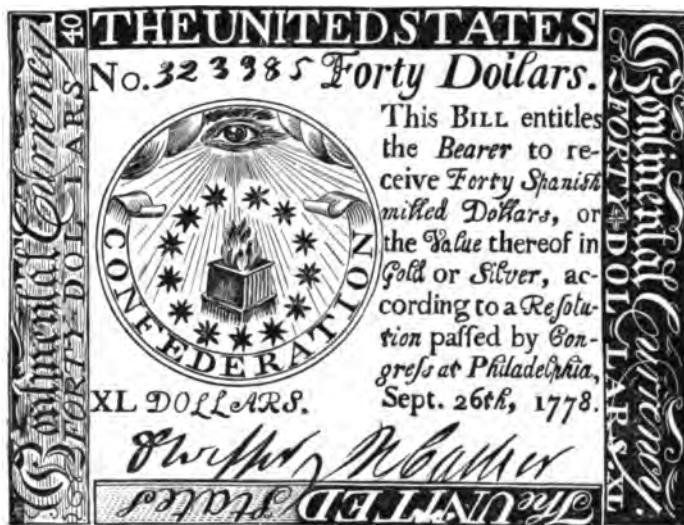 THE UNITED STATES
No. 323985 Forty Dollars.
This BILL entitles
the Bearer to re-
ceive Forty Spanish
milled Dollars, or
the Value thereof in
Gold or Silver, ac-
cording to a Reſolu-
tion paſſed by Con-
greſs at Philadelphia,
Sept. 26th, 1778.
CONFEDERATION
XL DOLLARS.
The UNITED States
Continental Currency
40 FORTY DOLLARS
Continental Currency.
FORTY DOLLARS. XL